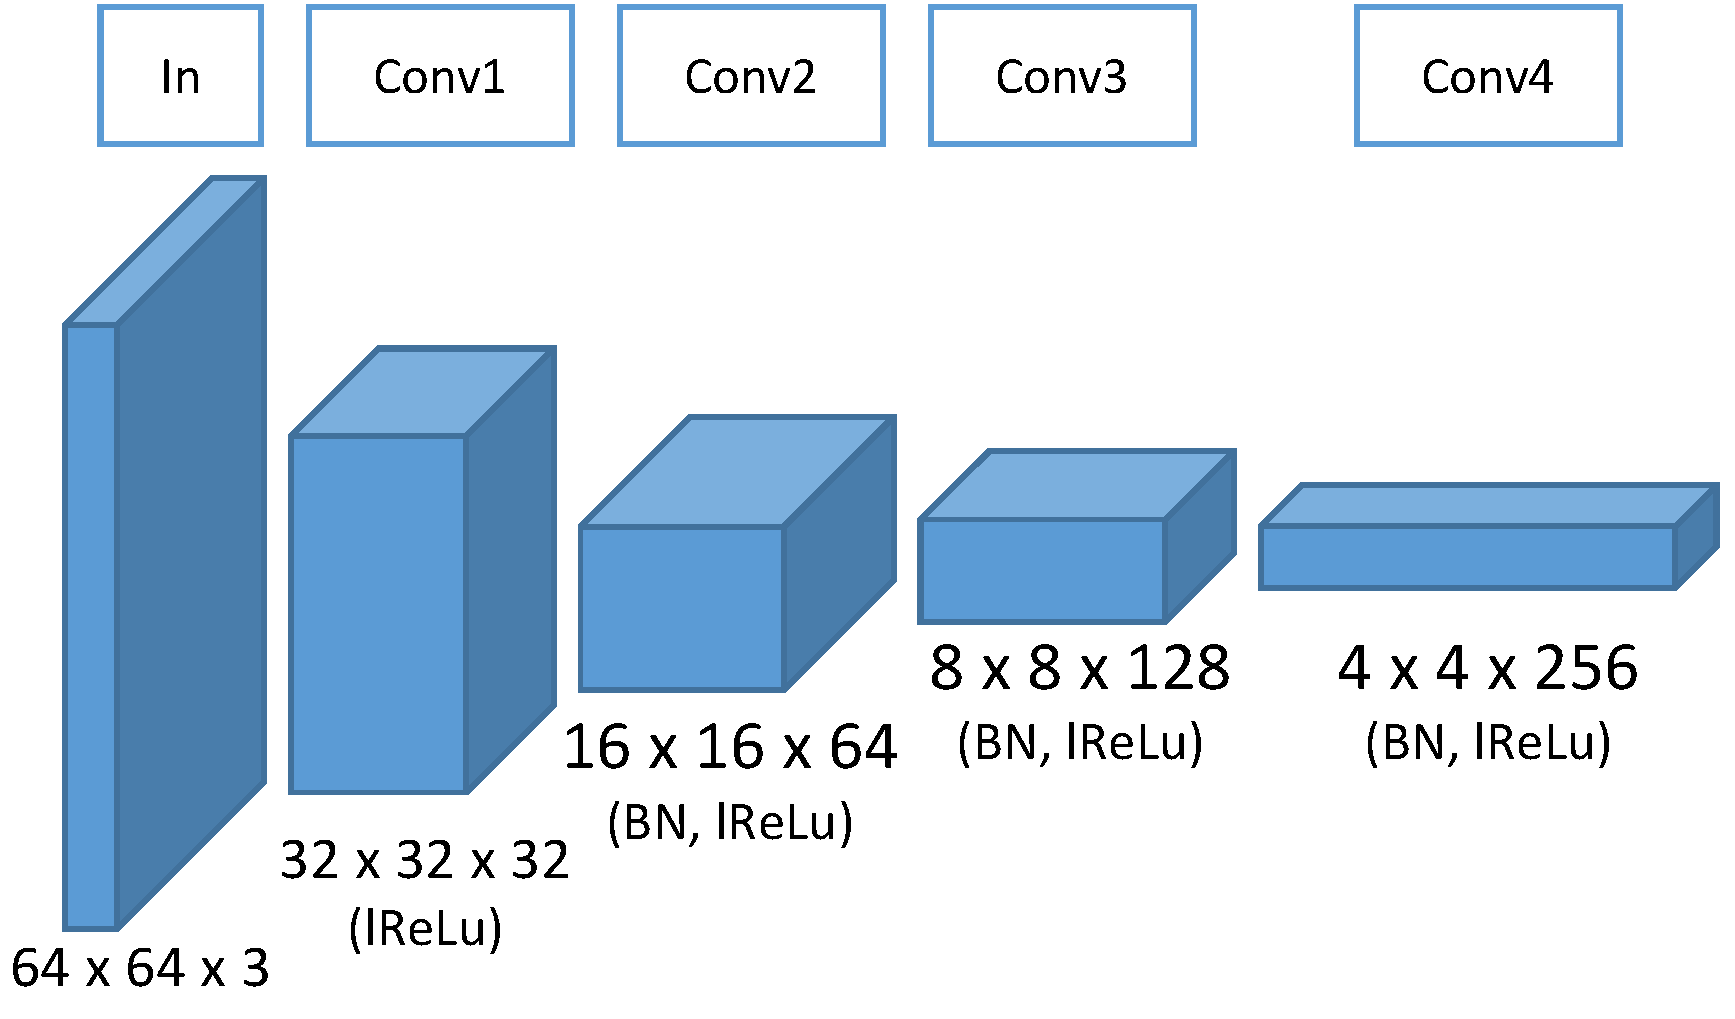 In
Conv1
Conv2
Conv3
Conv4
64 x 64 x 3
32 x 32 x 32
(lReLu)
16 x 16 x 64
(BN, lReLu)
8 x 8 x 128
(BN, lReLu)
4 x 4 x 256
(BN, lReLu)